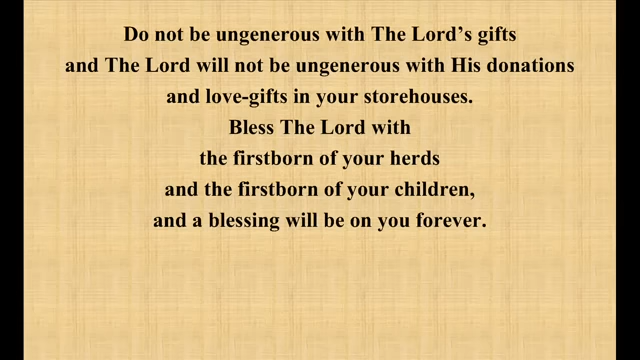 Do not be ungenerous with The Lord’s gifts
and The Lord will not be ungenerous with His donations
and love-gifts in your storehouses.
Bless The Lord with
the firstborn of your herds
and the firstborn of your children,
and a blessing will be on you forever.